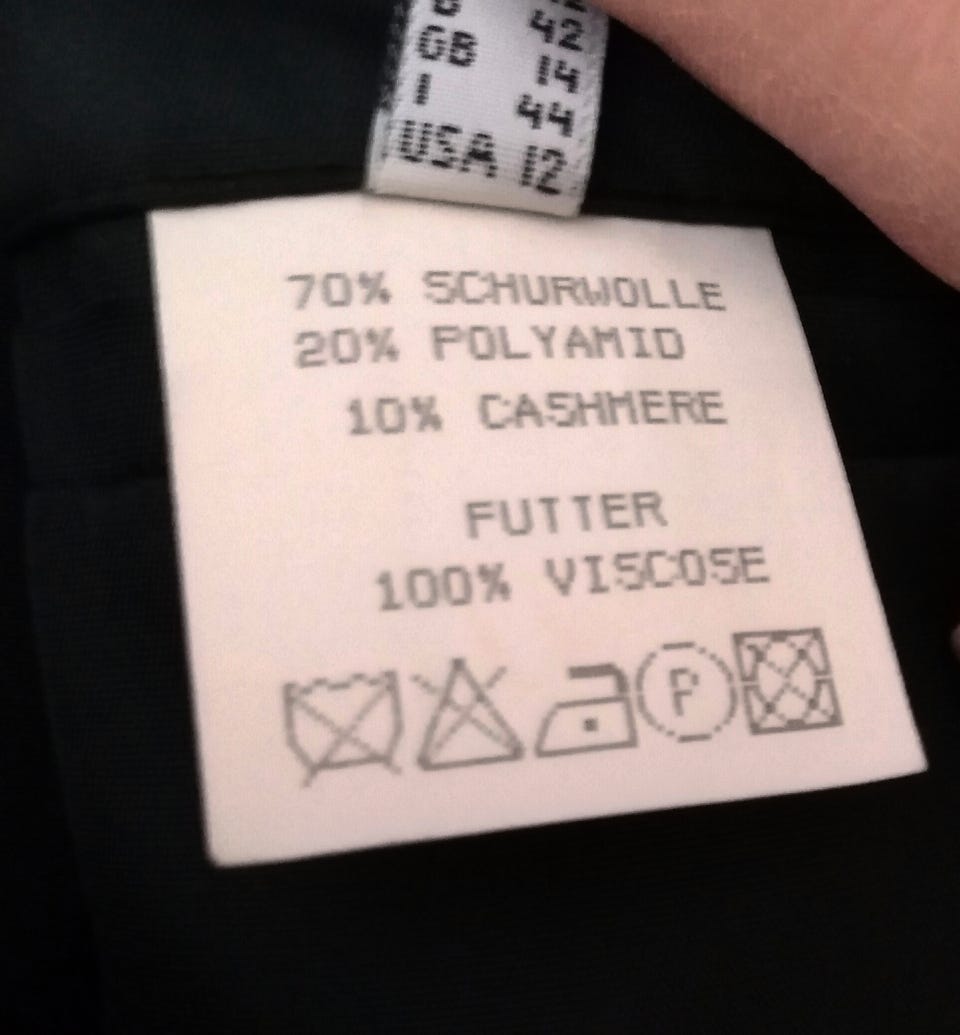 42
GB 14
I 44
USA 12
70% SCHURWOLLE
20% POLYAMID
10% CASHMERE
FUTTER
100% VISCOSE
P